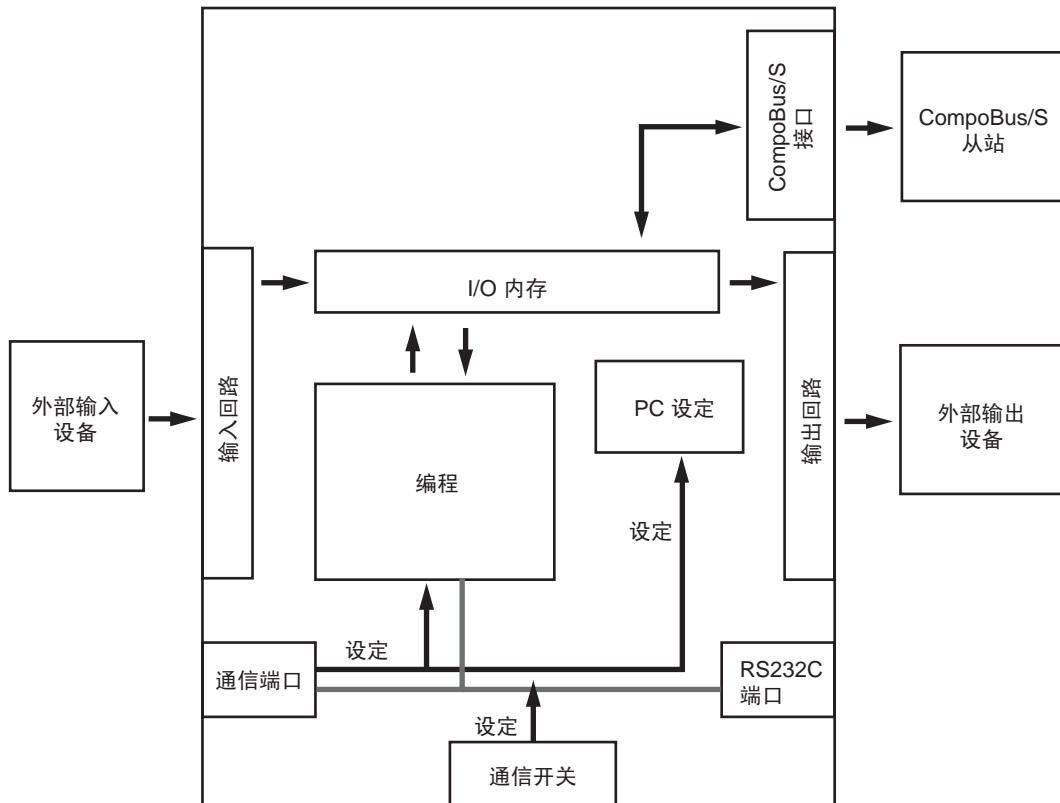 CompoBus/S
接口
CompoBus/S
从站
I/O 内存
外部输入
设备
输入回路
编程
PC 设定
输出回路
外部输出
设备
设定
设定
通信端口
RS232C
端口
设定
通信开关